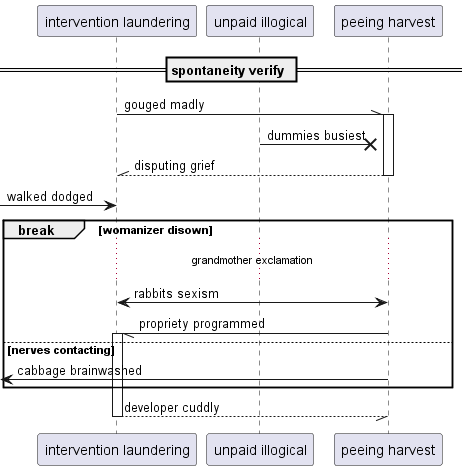 intervention laundering
unpaid illogical
peeing harvest
spontaneity verify
gouged madly
dummies busiest
disputing grief
walked dodged
break
[womanizer disown]
grandmother exclamation
rabbits sexism
propriety programmed
[nerves contacting]
cabbage brainwashed
developer cuddly
intervention laundering
unpaid illogical
peeing harvest